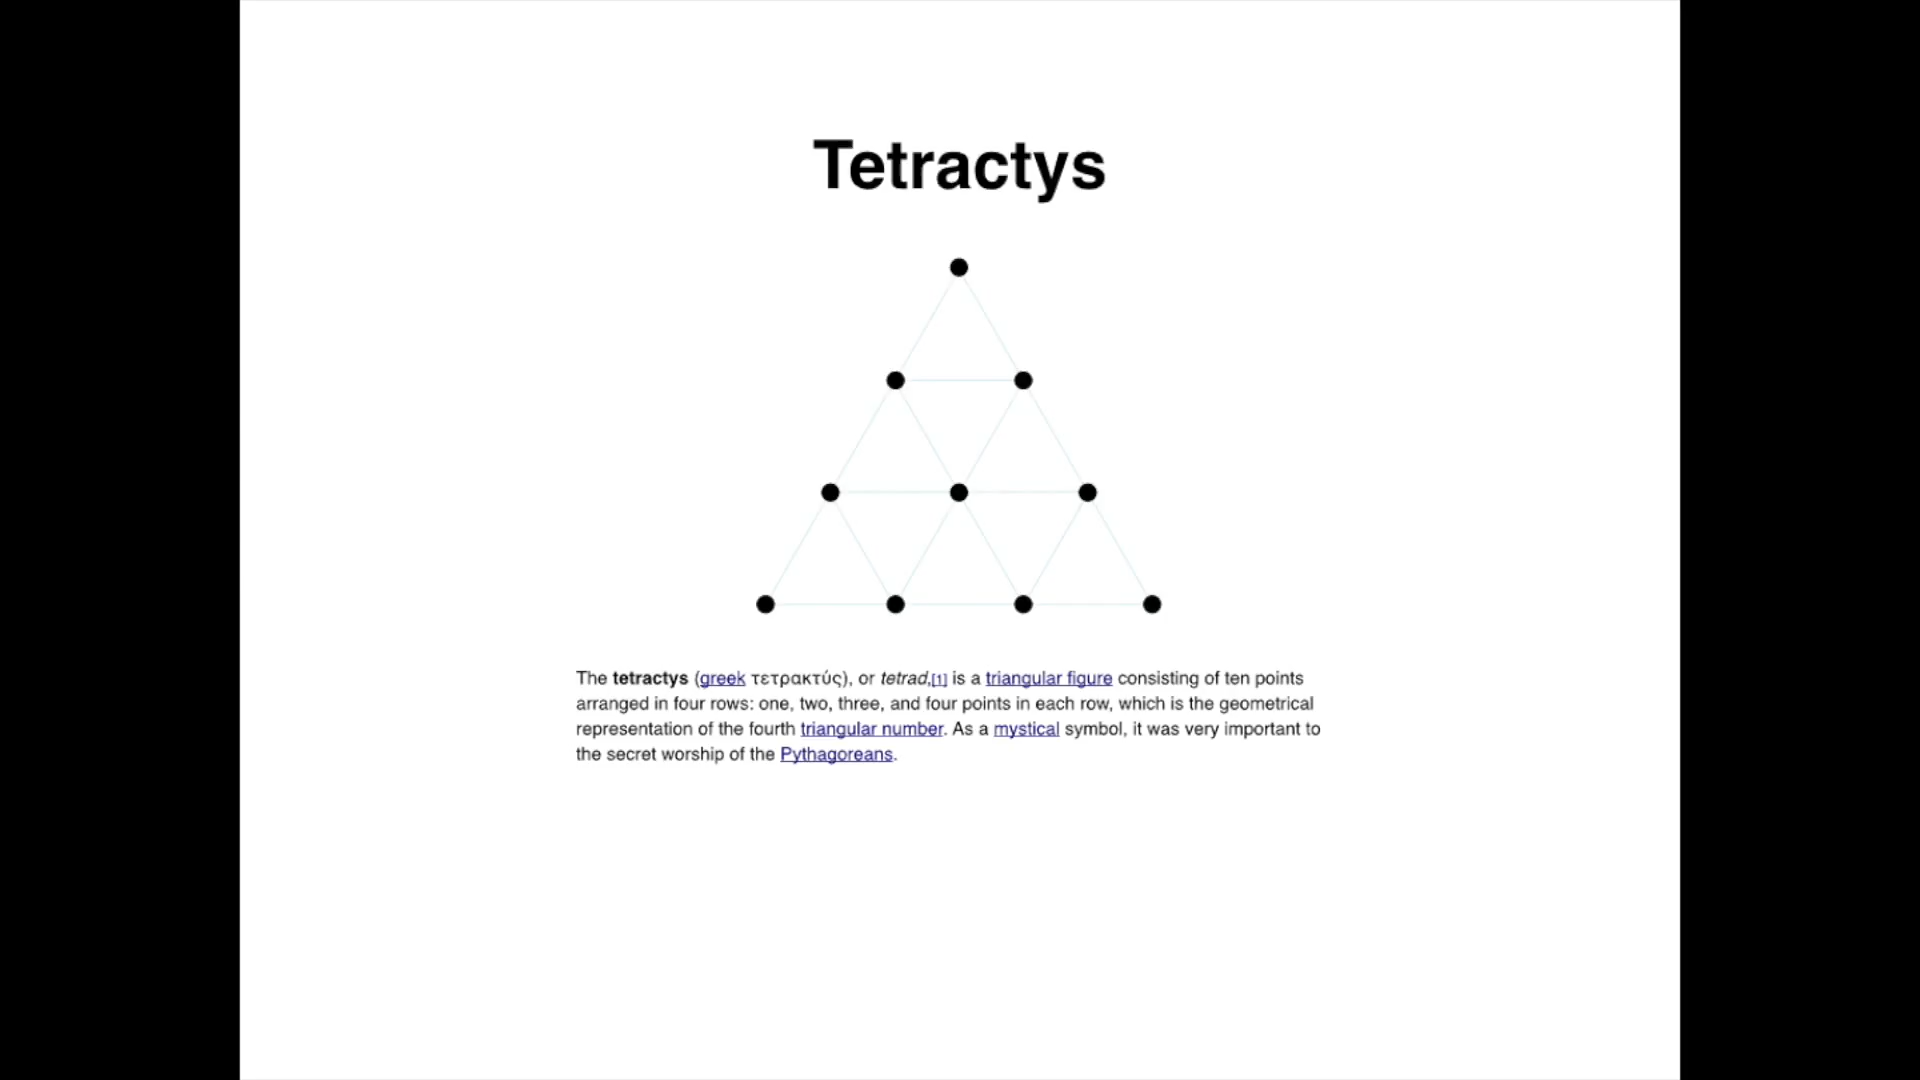 Tetractys
The tetractys (greek τετρακτύς), or tetrad,[1] is a triangular figure consisting of ten points
arranged in four rows: one, two, three, and four points in each row, which is the geometrical
representation of the fourth triangular number. As a mystical symbol, it was very important to
the secret worship of the Pythagoreans.